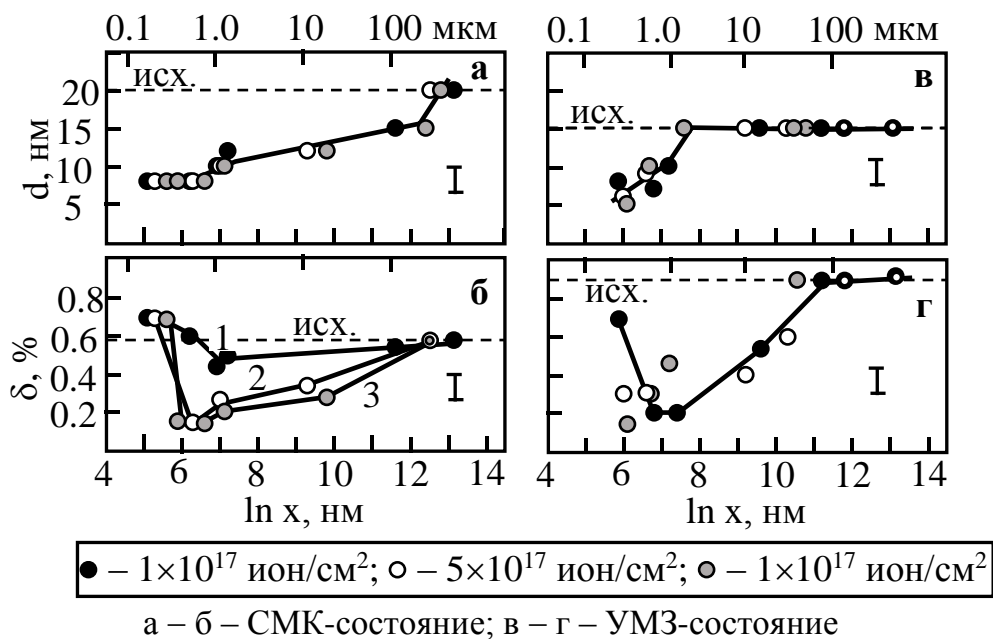 0.1 1.0 10 100 мкм
0.1 1.0 10 100 мкм
исх. а
d, нм
20
15
10
5
исх. в
0.8
0.6
0.4
0.2
δ, %
исх. б
1
2
3
4 6 8 10 12 14
ln x, нм
исх. г
4 6 8 10 12 14
ln x, нм
– 1×10¹⁷ ион/см²; – 5×10¹⁷ ион/см²; – 1×10¹⁷ ион/см²
а – б – СМК-состояние; в – г – УМЗ-состояние